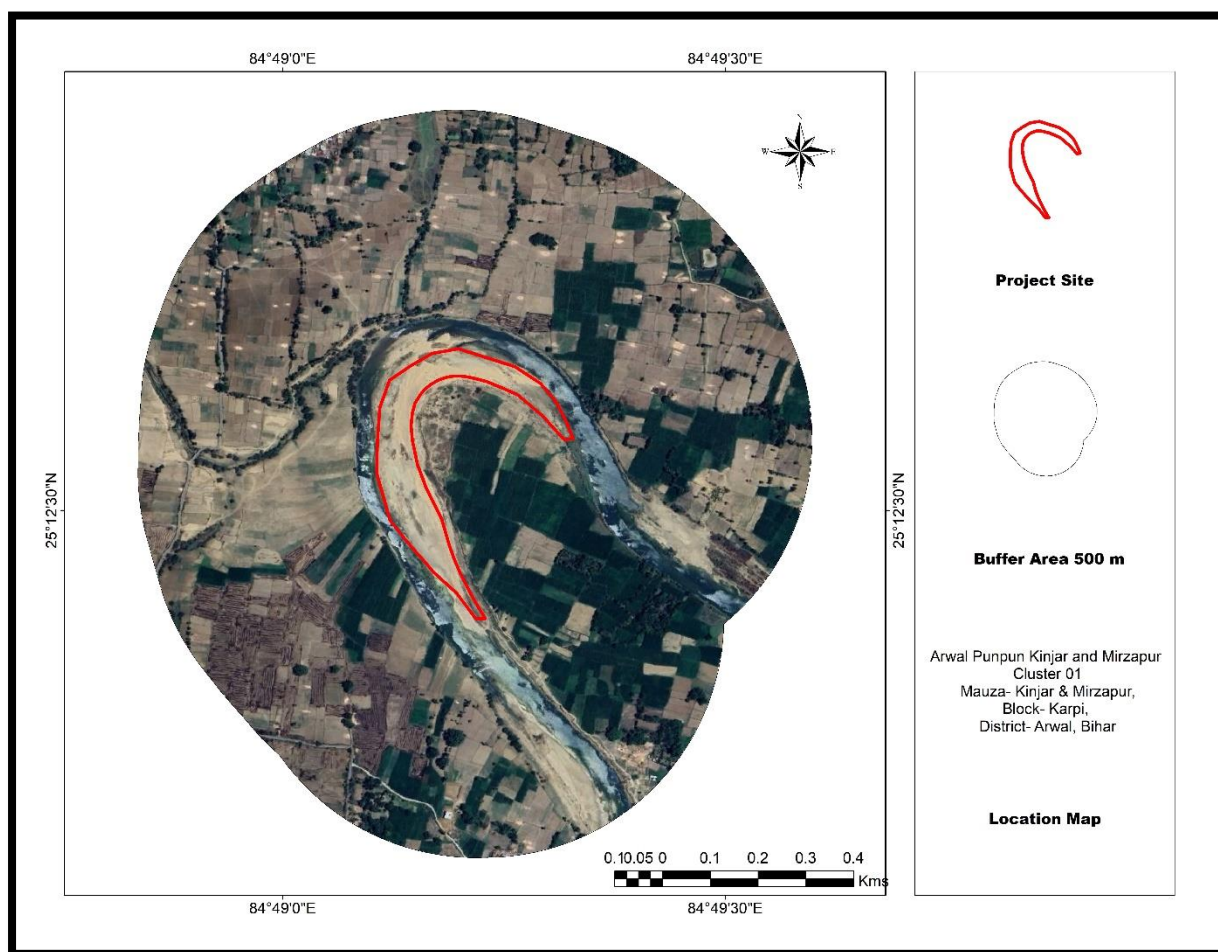 84°49'0"E 84°49'30"E
N
W E
S
25°12'30"N 25°12'30"N
0.10.05 0 0.1 0.2 0.3 0.4
Kms
84°49'0"E 84°49'30"E
Project Site
Buffer Area 500 m
Arwal Punpun Kinjar and Mirzapur
Cluster 01
Mauza- Kinjar & Mirzapur,
Block- Karpi,
District- Arwal, Bihar
Location Map